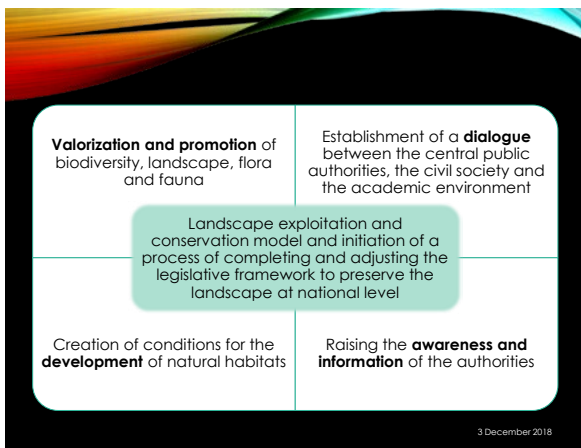 Valorization and promotion of
biodiversity, landscape, flora
and fauna
Establishment of a dialogue
between the central public
authorities, the civil society and
the academic environment
Landscape exploitation and
conservation model and initiation of a
process of completing and adjusting the
legislative framework to preserve the
landscape at national level
Creation of conditions for the
development of natural habitats
Raising the awareness and
information of the authorities
3 December 2018